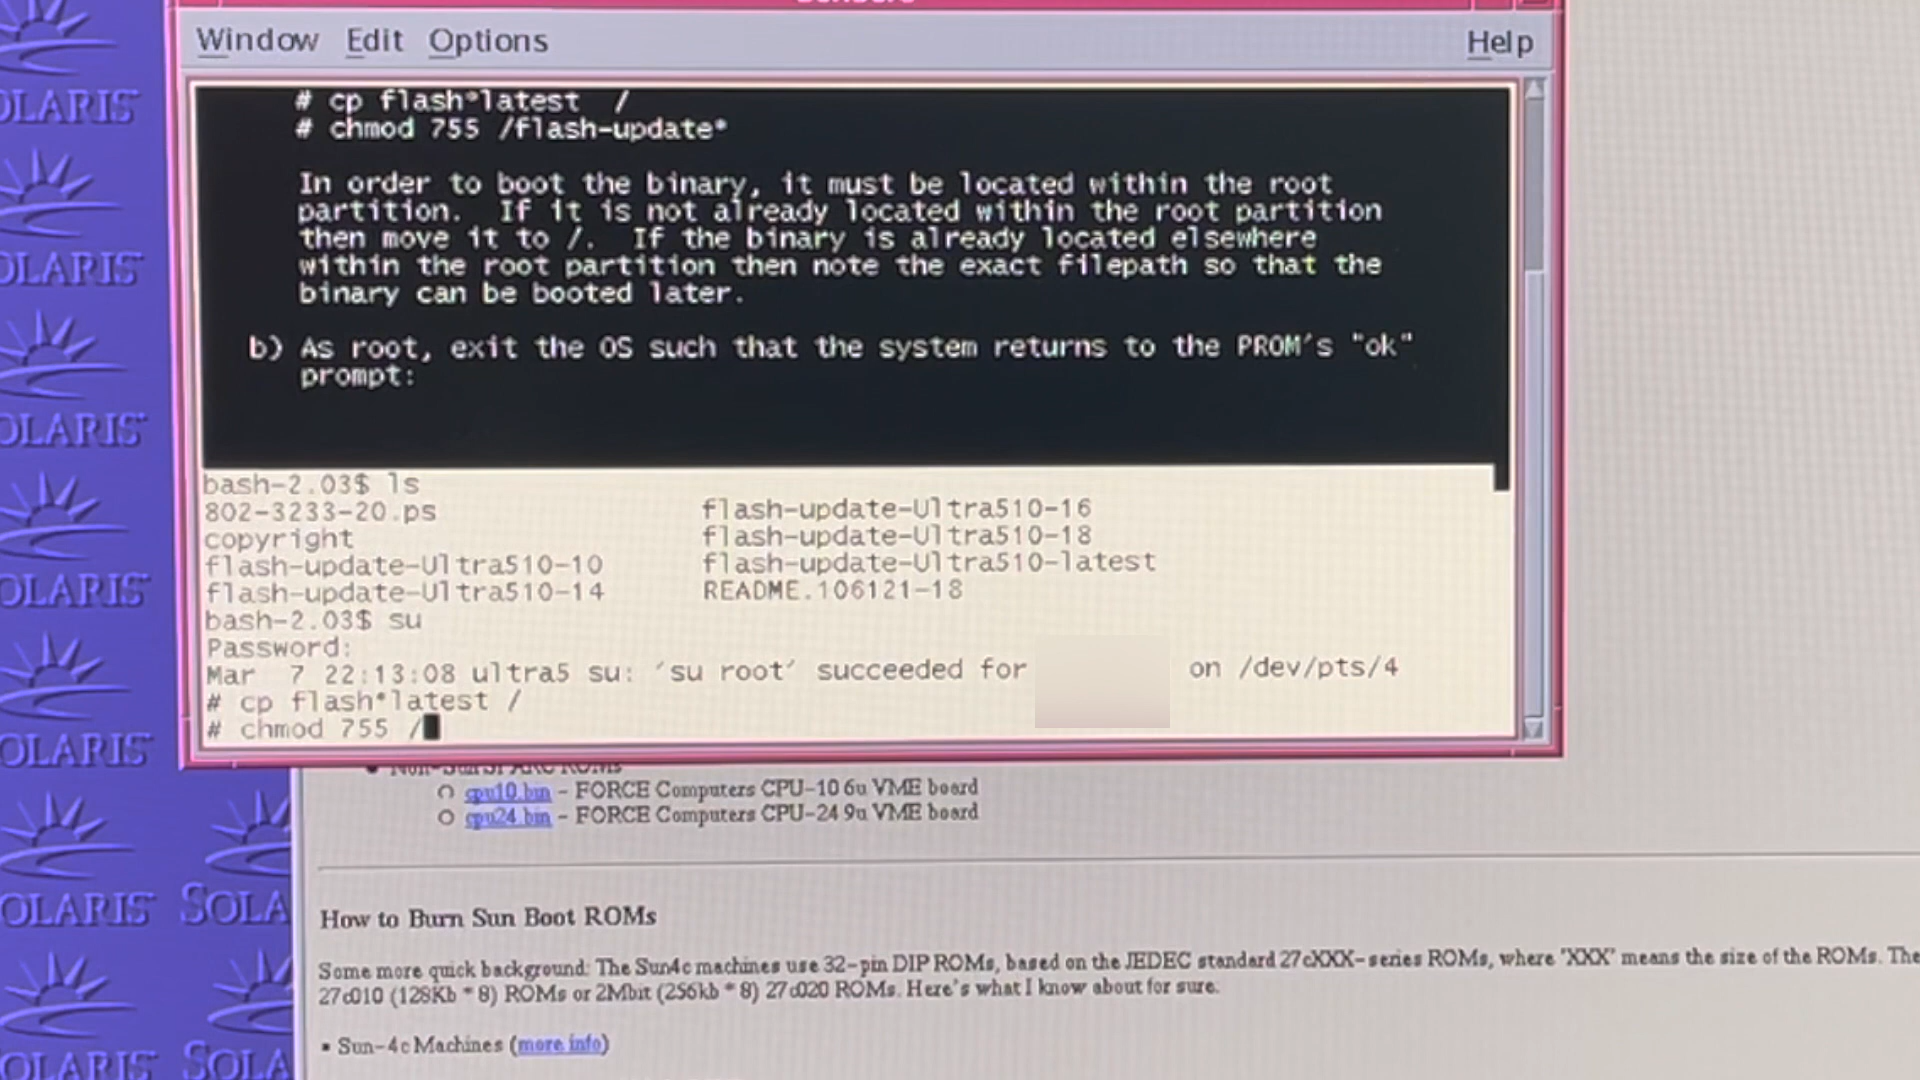 Window Edit Options Help
# cp flash*latest /
# chmod 755 /flash-update*
In order to boot the binary, it must be located within the root
partition. If it is not already located within the root partition
then move it to /. If the binary is already located elsewhere
within the root partition then note the exact filepath so that the
binary can be booted later.
b) As root, exit the OS such that the system returns to the PROM's "ok"
prompt:
bash-2.03$ ls
802-3233-20.ps flash-update-Ultra510-16
copyright flash-update-Ultra510-18
flash-update-Ultra510-10 flash-update-Ultra510-latest
flash-update-Ultra510-14 README.106121-18
bash-2.03$ su
Password:
Mar 7 22:13:08 ultra5 su: 'su root' succeeded for on /dev/pts/4
# cp flash*latest /
# chmod 755 /
cpu10.bin - FORCE Computers CPU-10 6u VME board
cpu24.bin - FORCE Computers CPU-24 9u VME board
How to Burn Sun Boot ROMs
Some more quick background: The Sun4c machines use 32-pin DIP ROMs, based on the JEDEC standard 27cXXX-series ROMs, where "XXX" means the size of the ROMs. The
27c010 (128Kb * 8) ROMs or 2Mbit (256kb * 8) 27c020 ROMs. Here's what I know about for sure.
Sun-4c Machines (more info)
OLARIS
OLARIS
OLARIS
OLARIS
OLARIS
OLARIS SOLA
OLARIS SOLA